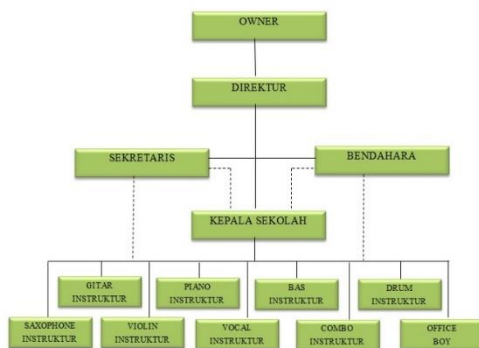 OWNER
DIREKTUR
SEKRETARIS
BENDAHARA
KEPALA SEKOLAH
GITAR
INSTRUKTUR
PIANO
INSTRUKTUR
BAS
INSTRUKTUR
DRUM
INSTRUKTUR
SAXOPHONE
INSTRUKTUR
VIOLIN
INSTRUKTUR
VOCAL
INSTRUKTUR
COMBO
INSTRUKTUR
OFFICE
BOY